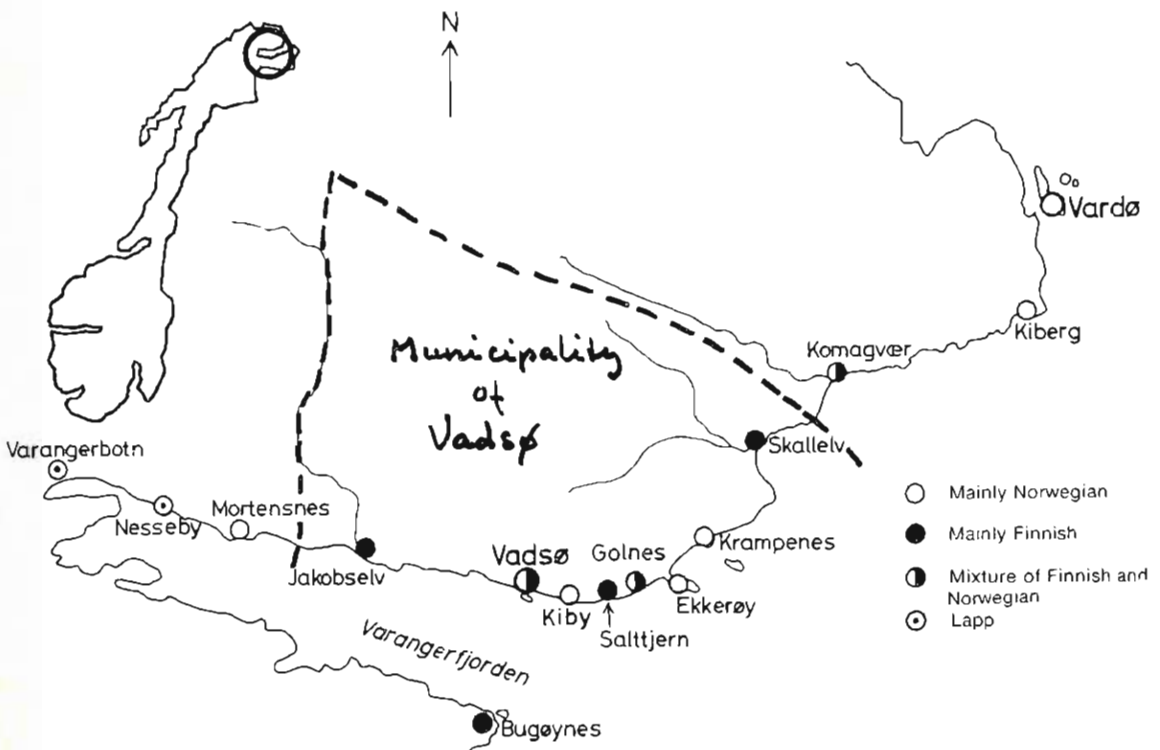 N
Vardø
Kiberg
Komagvær
Municipality
of
Vadsø
Skallelv
Varangerbotn
Nesseby
Mortensnes
Jakobselv
Vadsø
Golnes
Krampenes
Kiby
Ekkerøy
Salttjern
Varangerfjorden
Bugøynes
Mainly Norwegian
Mainly Finnish
Mixture of Finnish and
Norwegian
Lapp